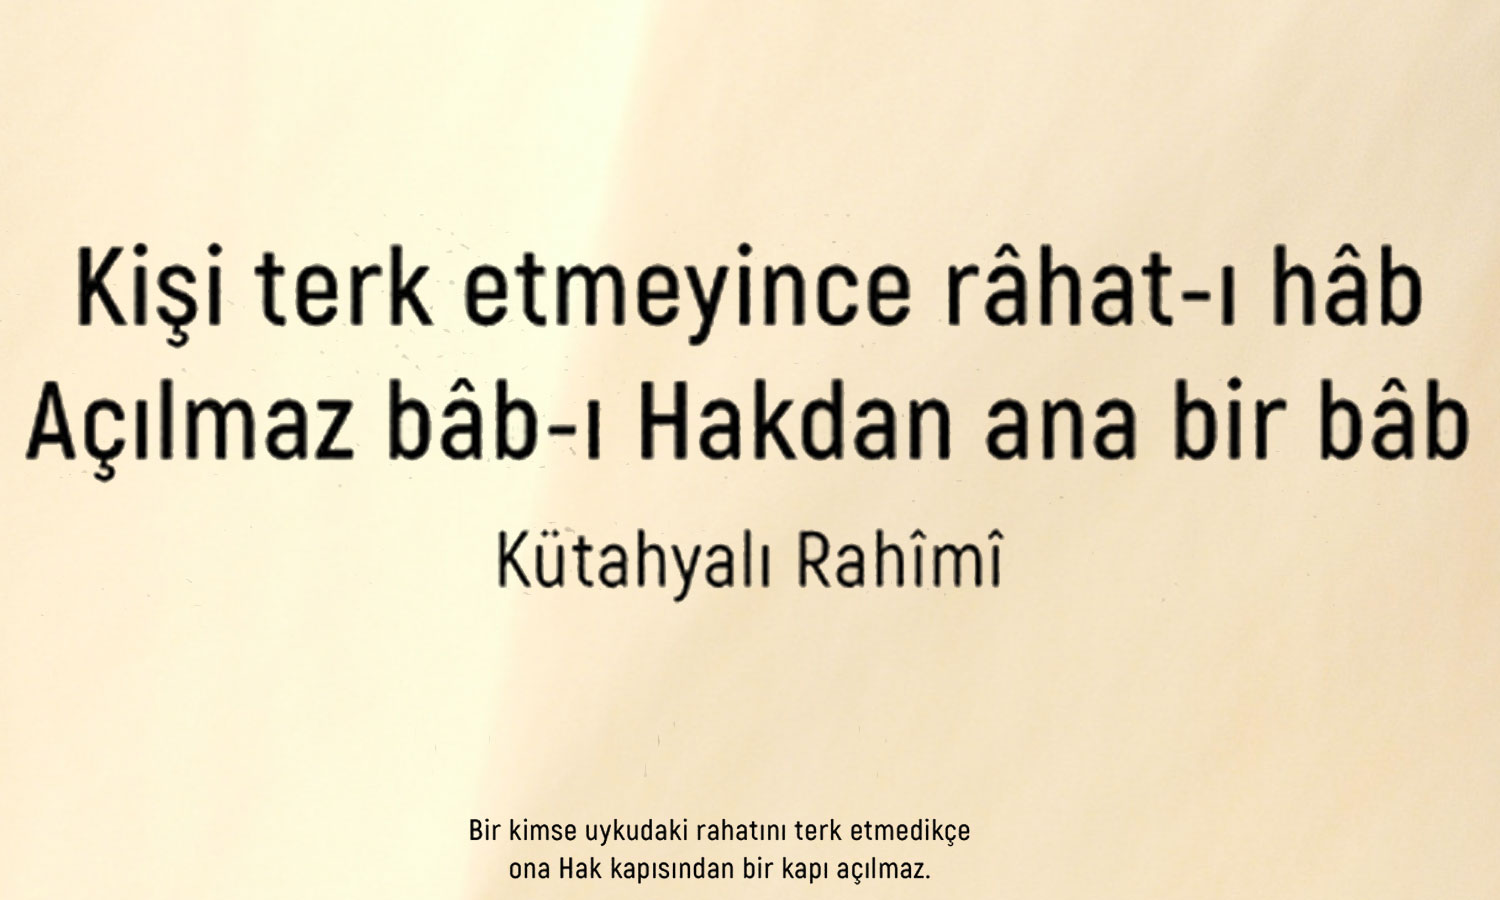 Kişi terk etmeyince râhat-ı hâb
Açılmaz bâb-ı Hakdan ana bir bâb
Kütahyalı Rahîmî
Bir kimse uykudaki rahatını terk etmedikçe
ona Hak kapısından bir kapı açılmaz.